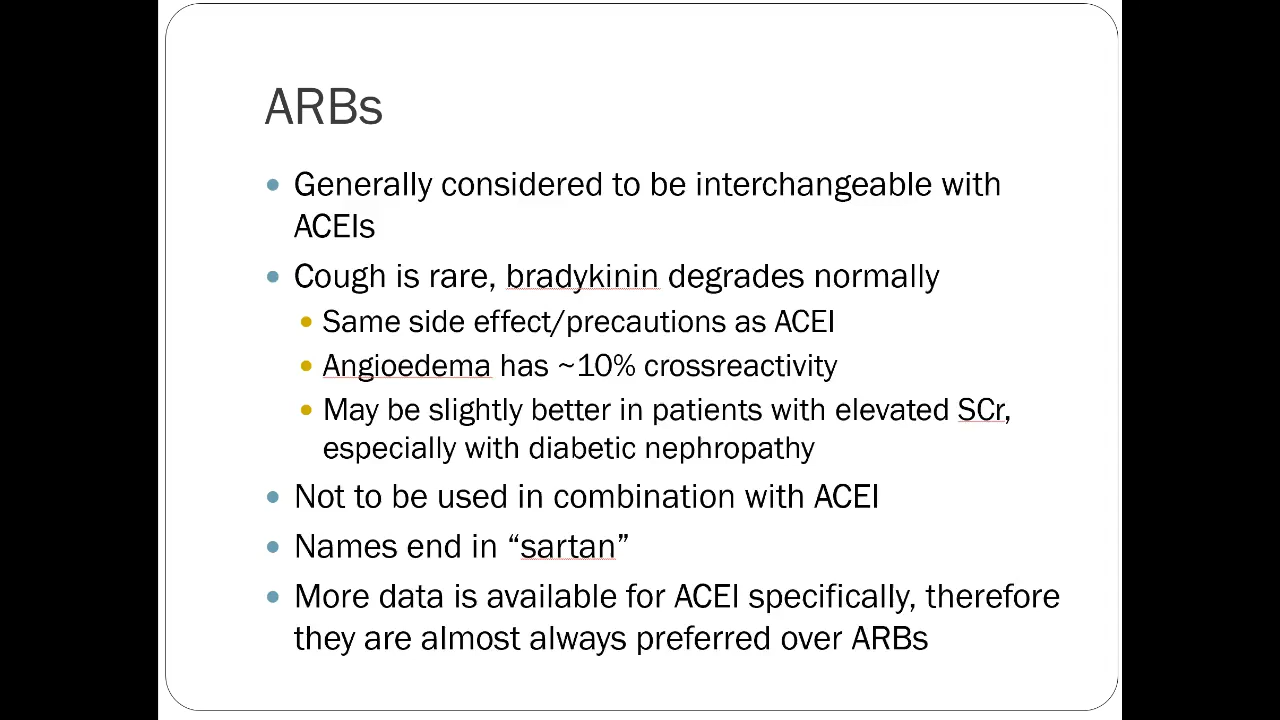 ARBs
Generally considered to be interchangeable with
ACEIs
Cough is rare, bradykinin degrades normally
Same side effect/precautions as ACEI
Angioedema has ~10% crossreactivity
May be slightly better in patients with elevated SCr,
especially with diabetic nephropathy
Not to be used in combination with ACEI
Names end in “sartan”
More data is available for ACEI specifically, therefore
they are almost always preferred over ARBs